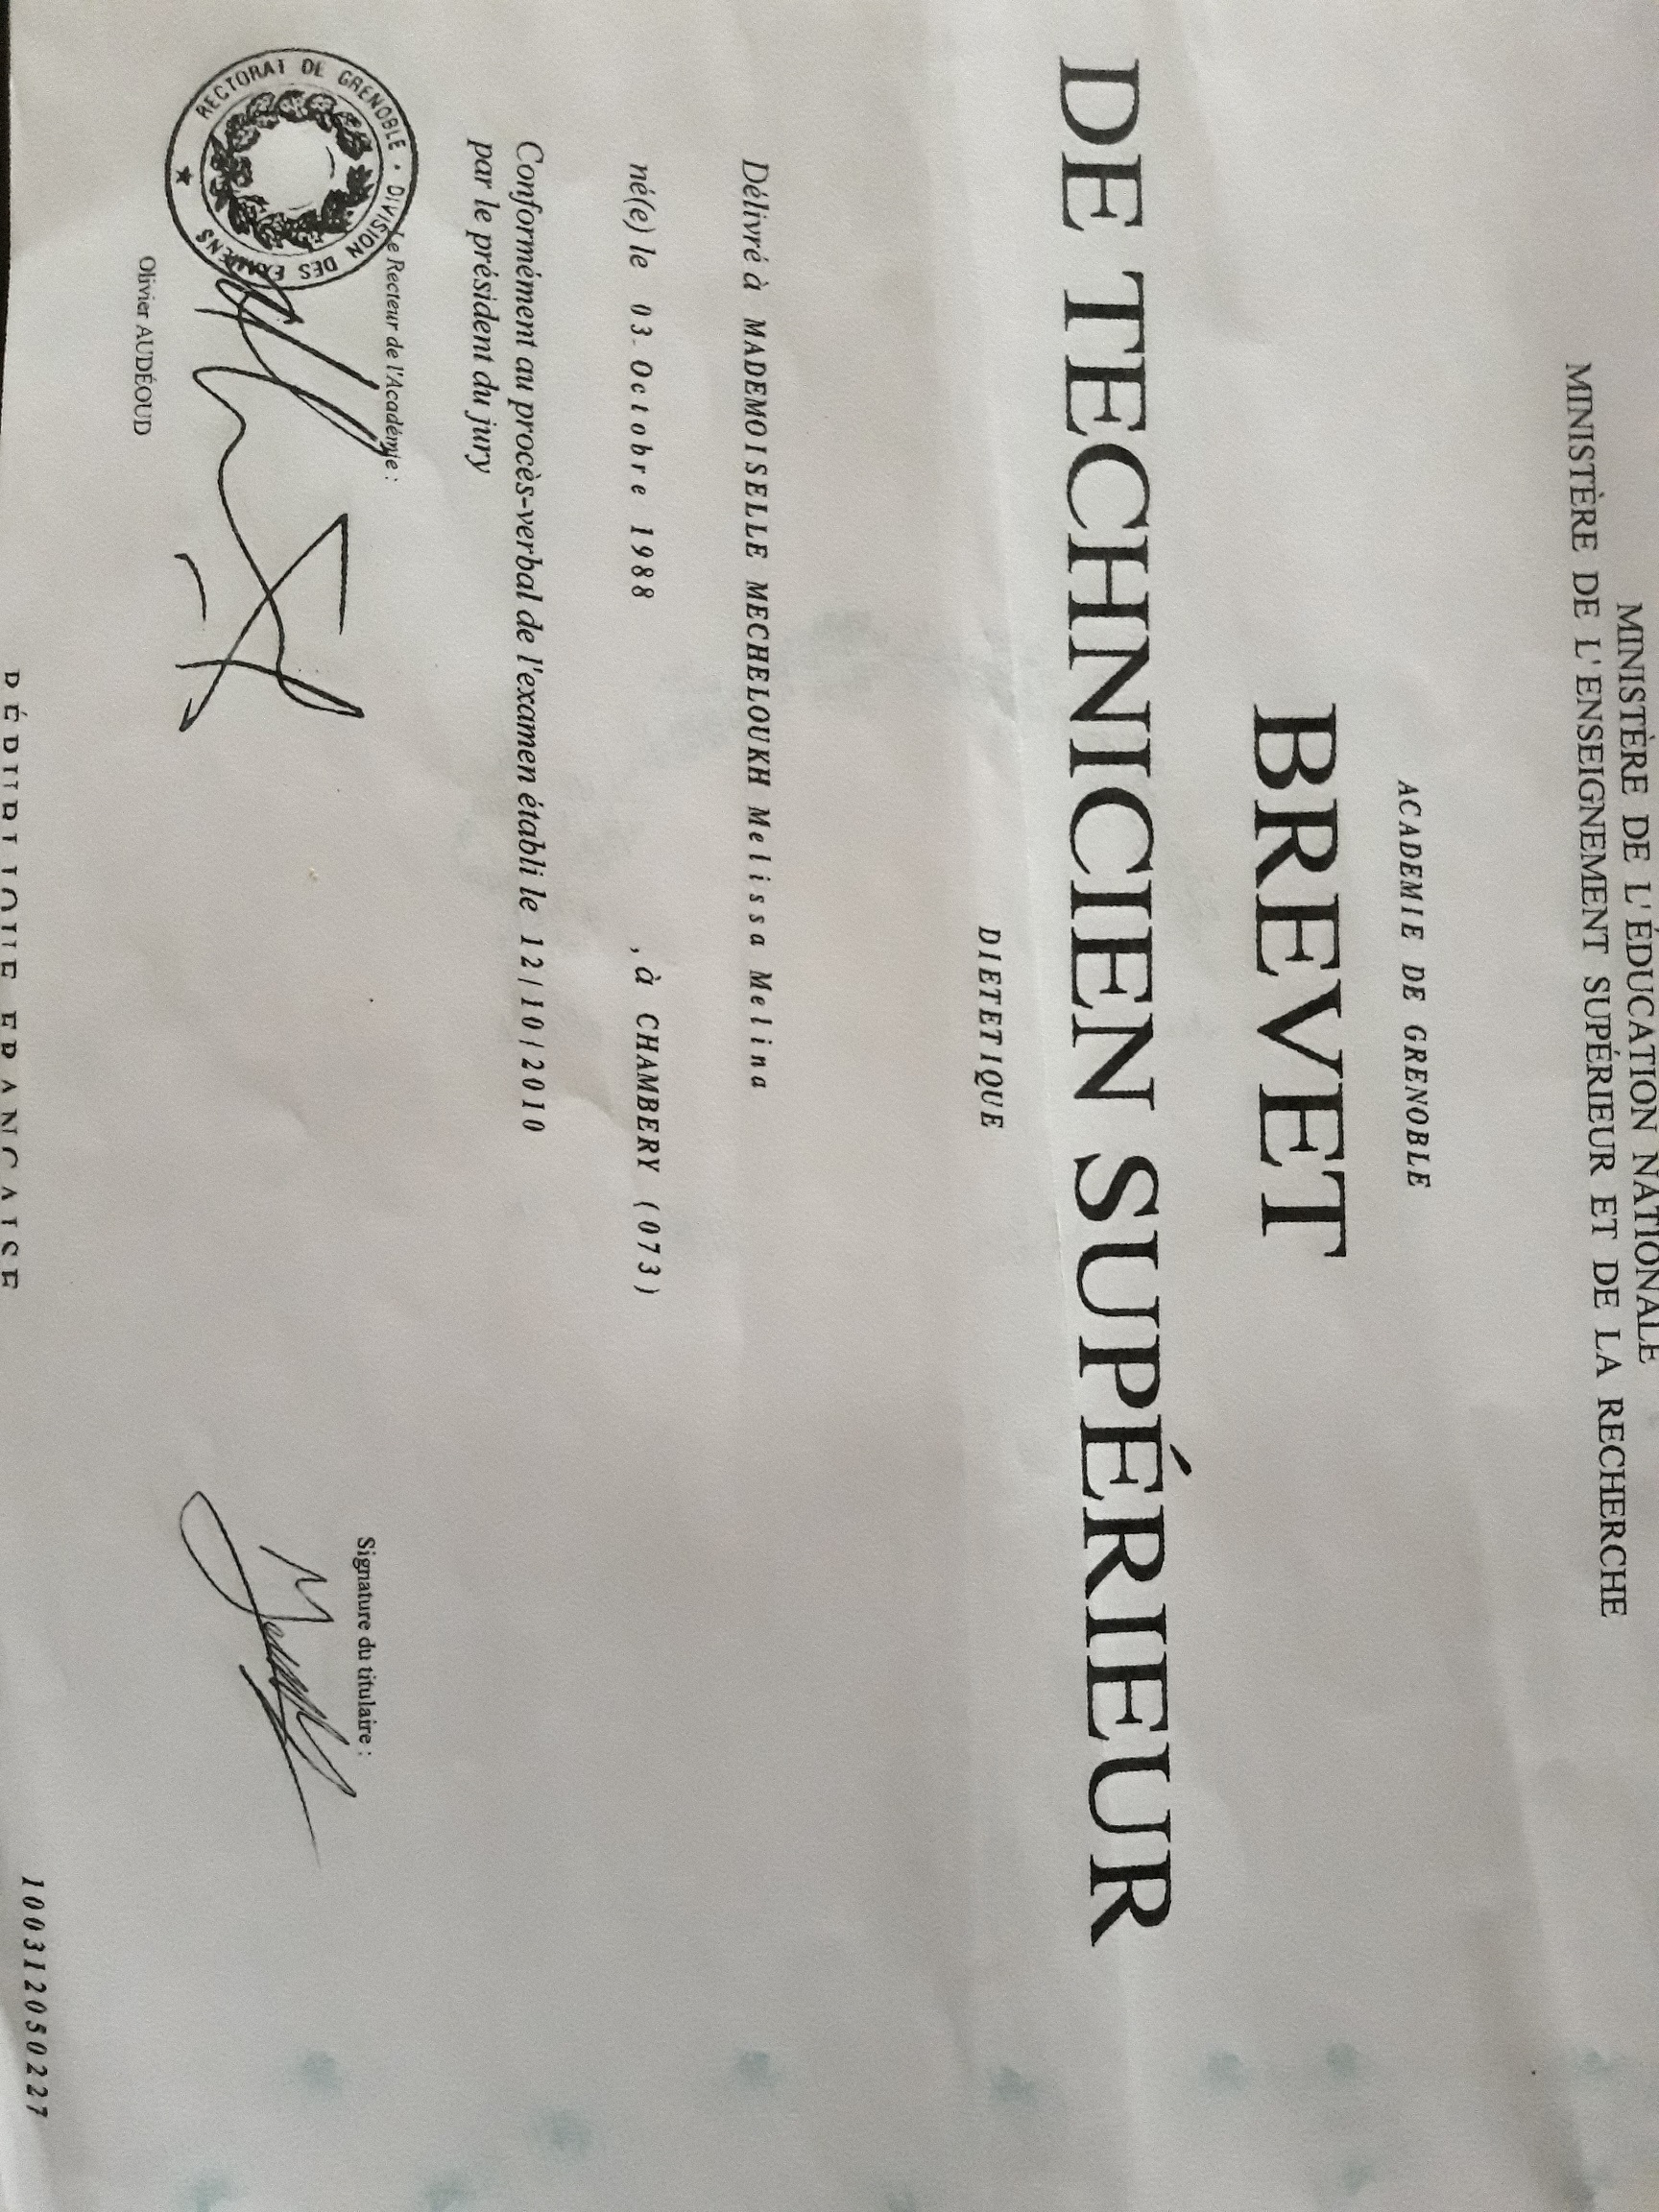 MINISTÈRE DE L'ÉDUCATION NATIONALE
MINISTÈRE DE L'ENSEIGNEMENT SUPÉRIEUR ET DE LA RECHERCHE
ACADEMIE DE GRENOBLE
BREVET
DE TECHNICIEN SUPÉRIEUR
DIETETIQUE
Délivré à MADEMOISELLE MECHELOUKH Melissa Melina
né(e) le 03 Octobre 1988 , à CHAMBERY (073)
Conformément au procès-verbal de l'examen établi le 12/10/2010
par le président du jury
Le Recteur de l'Académie :
Signature du titulaire :
RECTORAT DE GRENOBLE • DIVISION DES EXAMENS
Olivier AUDÉOUD
RÉPUBLIQUE FRANÇAISE
100312050227